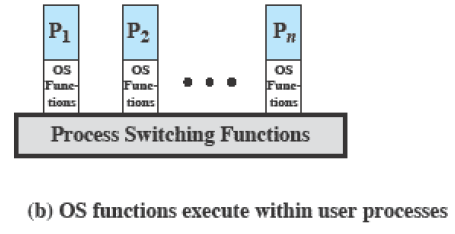 P1 P2 Pn
OS OS OS
Func- Func- Func-
tions tions tions
Process Switching Functions
(b) OS functions execute within user processes